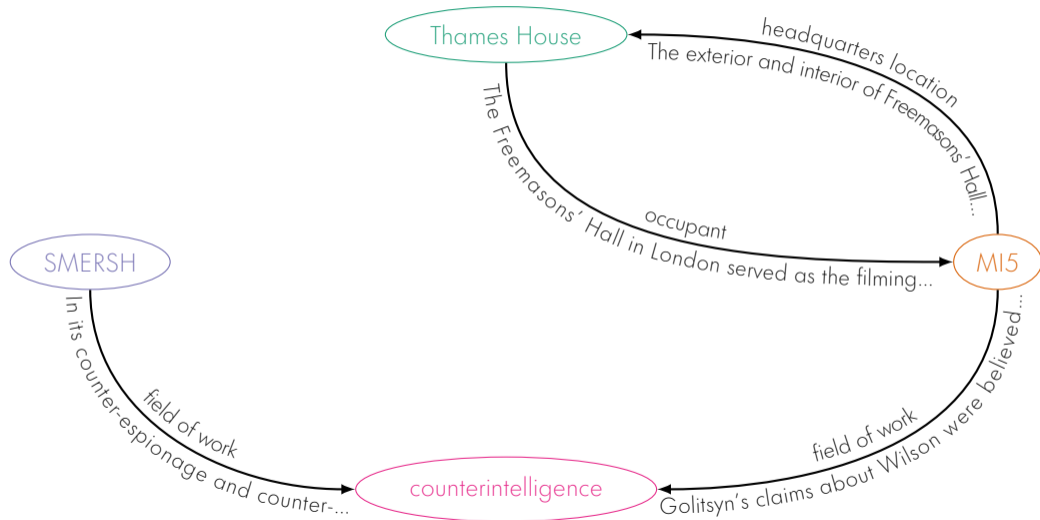 Thames House
headquarters location
The exterior and interior of Freemasons' Hall...
The Freemasons' Hall in London served as the filming...
occupant
SMERSH
MI5
In its counter-espionage and counter-...
field of work
field of work
Golitsyn's claims about Wilson were believed...
counterintelligence